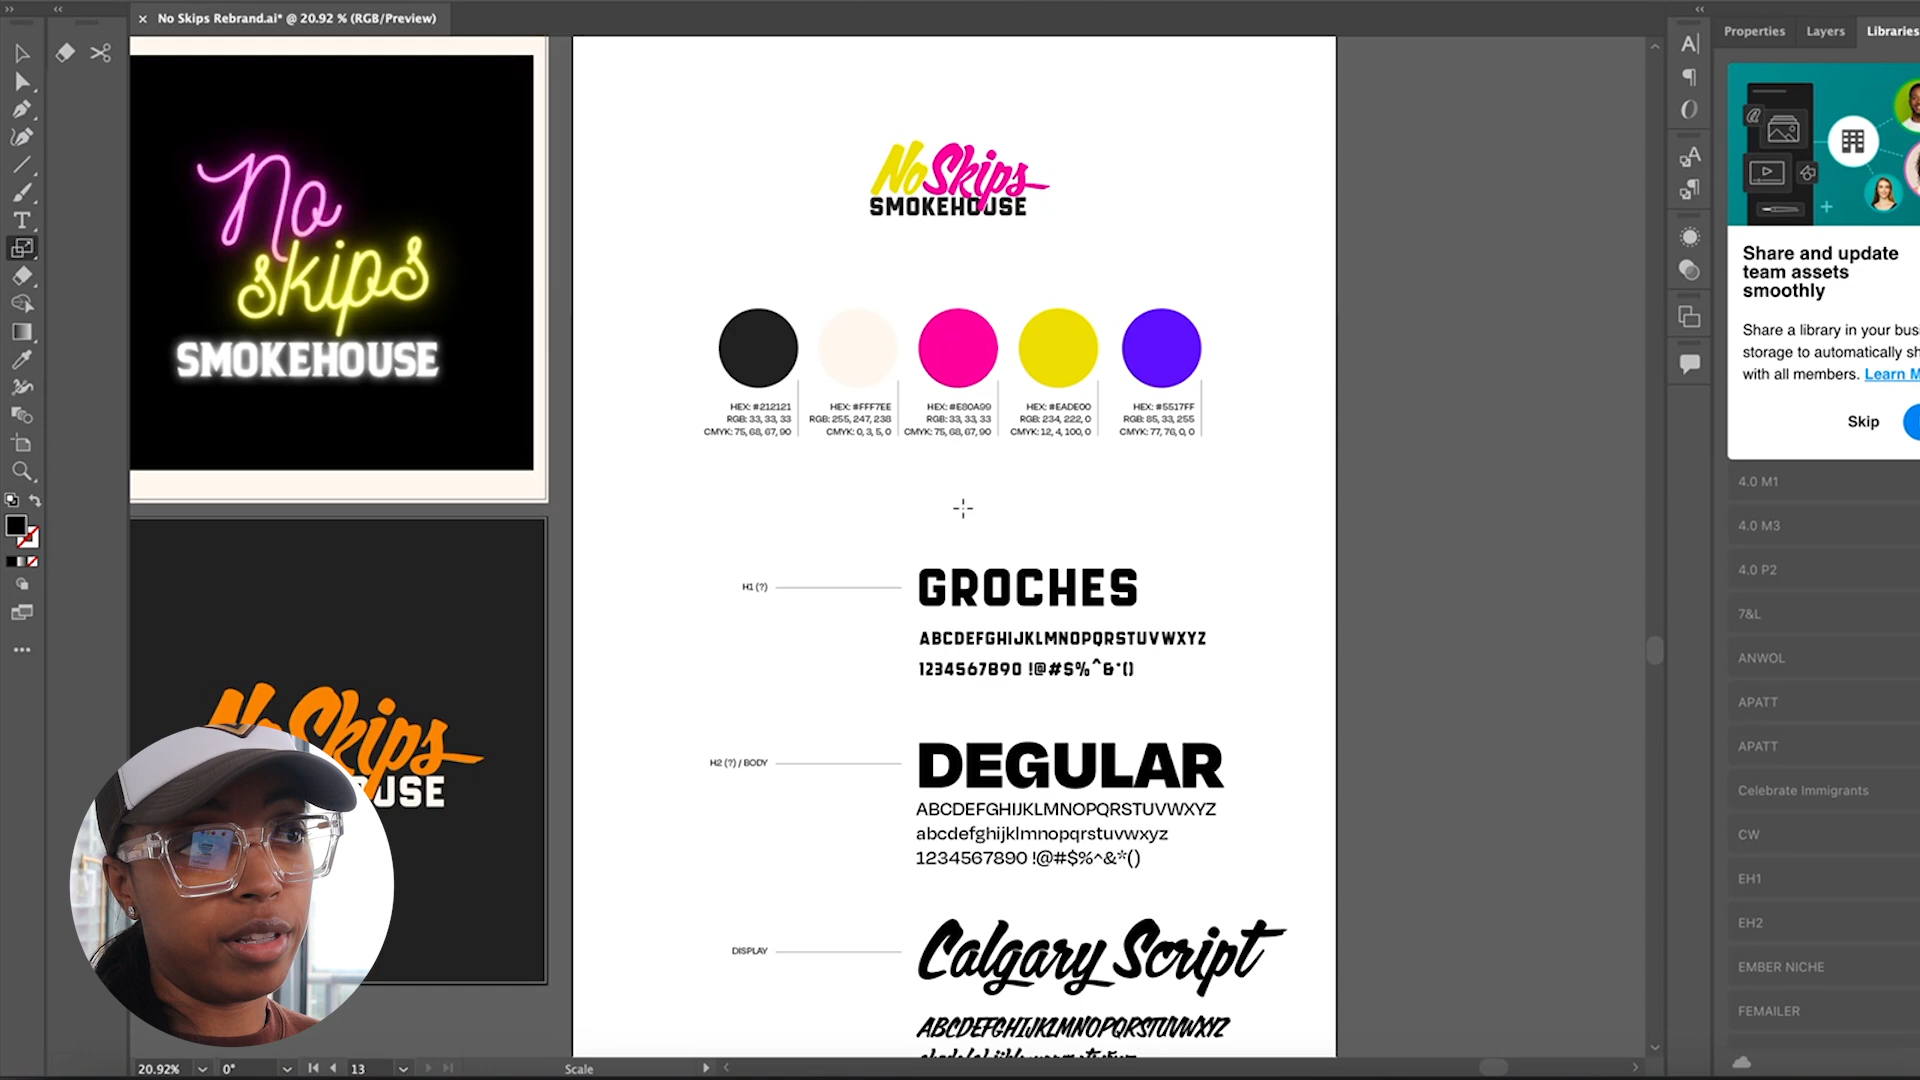 No Skips Rebrand.ai* @ 20.92 % (RGB/Preview)
Properties
Layers
Libraries
No
skips
SMOKEHOUSE
NoSkips
SMOKEHOUSE
Share and update
team assets
smoothly
Share a library in your
storage to automatically
with all members. Learn
Skip
HEX: #212121
RGB: 33, 33, 33
CMYK: 75, 68, 67, 90
HEX: #FFF7EE
RGB: 255, 247, 238
CMYK: 0, 3, 5, 0
HEX: #E80A99
RGB: 33, 33, 33
CMYK: 75, 68, 67, 90
HEX: #EADE00
RGB: 234, 222, 0
CMYK: 12, 4, 100, 0
HEX: #5517FF
RGB: 85, 33, 255
CMYK: 77, 76, 0, 0
H1 (?)
GROCHES
ABCDEFGHIJKLMNOPQRSTUVWXYZ
1234567890 !@#$%^&*()
H2 (?) / BODY
DEGULAR
ABCDEFGHIJKLMNOPQRSTUVWXYZ
abcdefghijklmnopqrstuvwxyz
1234567890 !@#$%^&*()
DISPLAY
Calgary Script
ABCDEFGHIJKLMNOPQRSTUVWXYZ
NoSkips
OUSE
4.0 M1
4.0 M3
4.0 P2
7&L
ANWOL
APATT
APATT
Celebrate Immigrants
CW
EH1
EH2
EMBER NICHE
FEMAILER
20.92%
0°
13
Scale